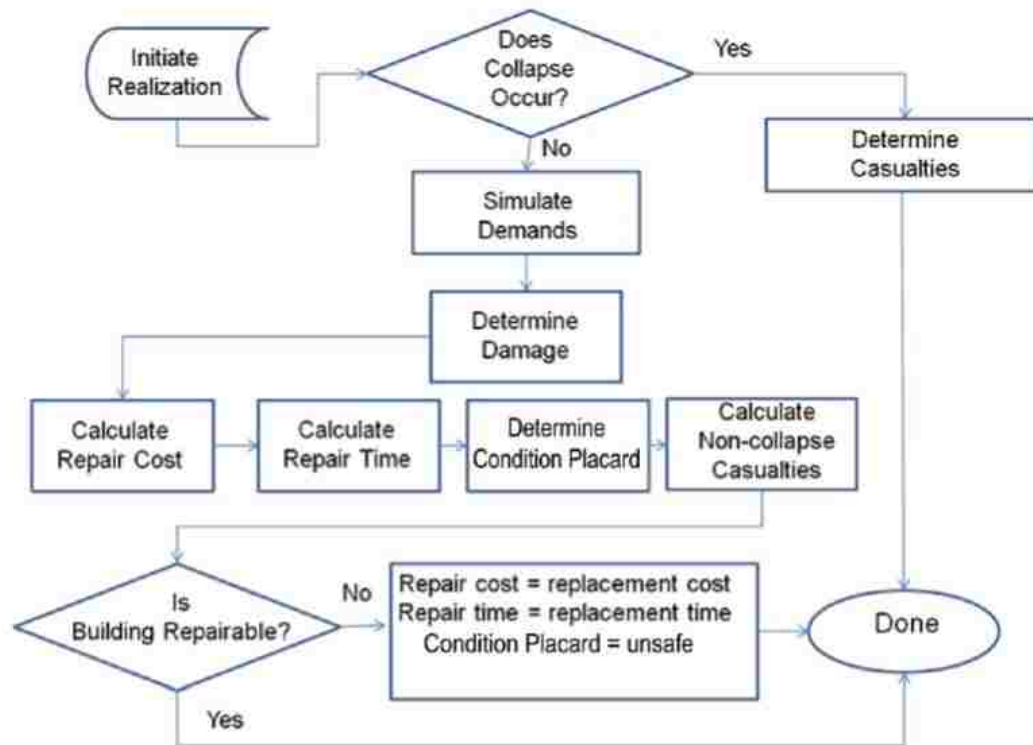 Initiate
Realization
Does
Collapse
Occur?
Yes
Determine
Casualties
No
Simulate
Demands
Determine
Damage
Calculate
Repair Cost
Calculate
Repair Time
Determine
Condition Placard
Calculate
Non-collapse
Casualties
Is
Building Repairable?
No
Repair cost = replacement cost
Repair time = replacement time
Condition Placard = unsafe
Done
Yes